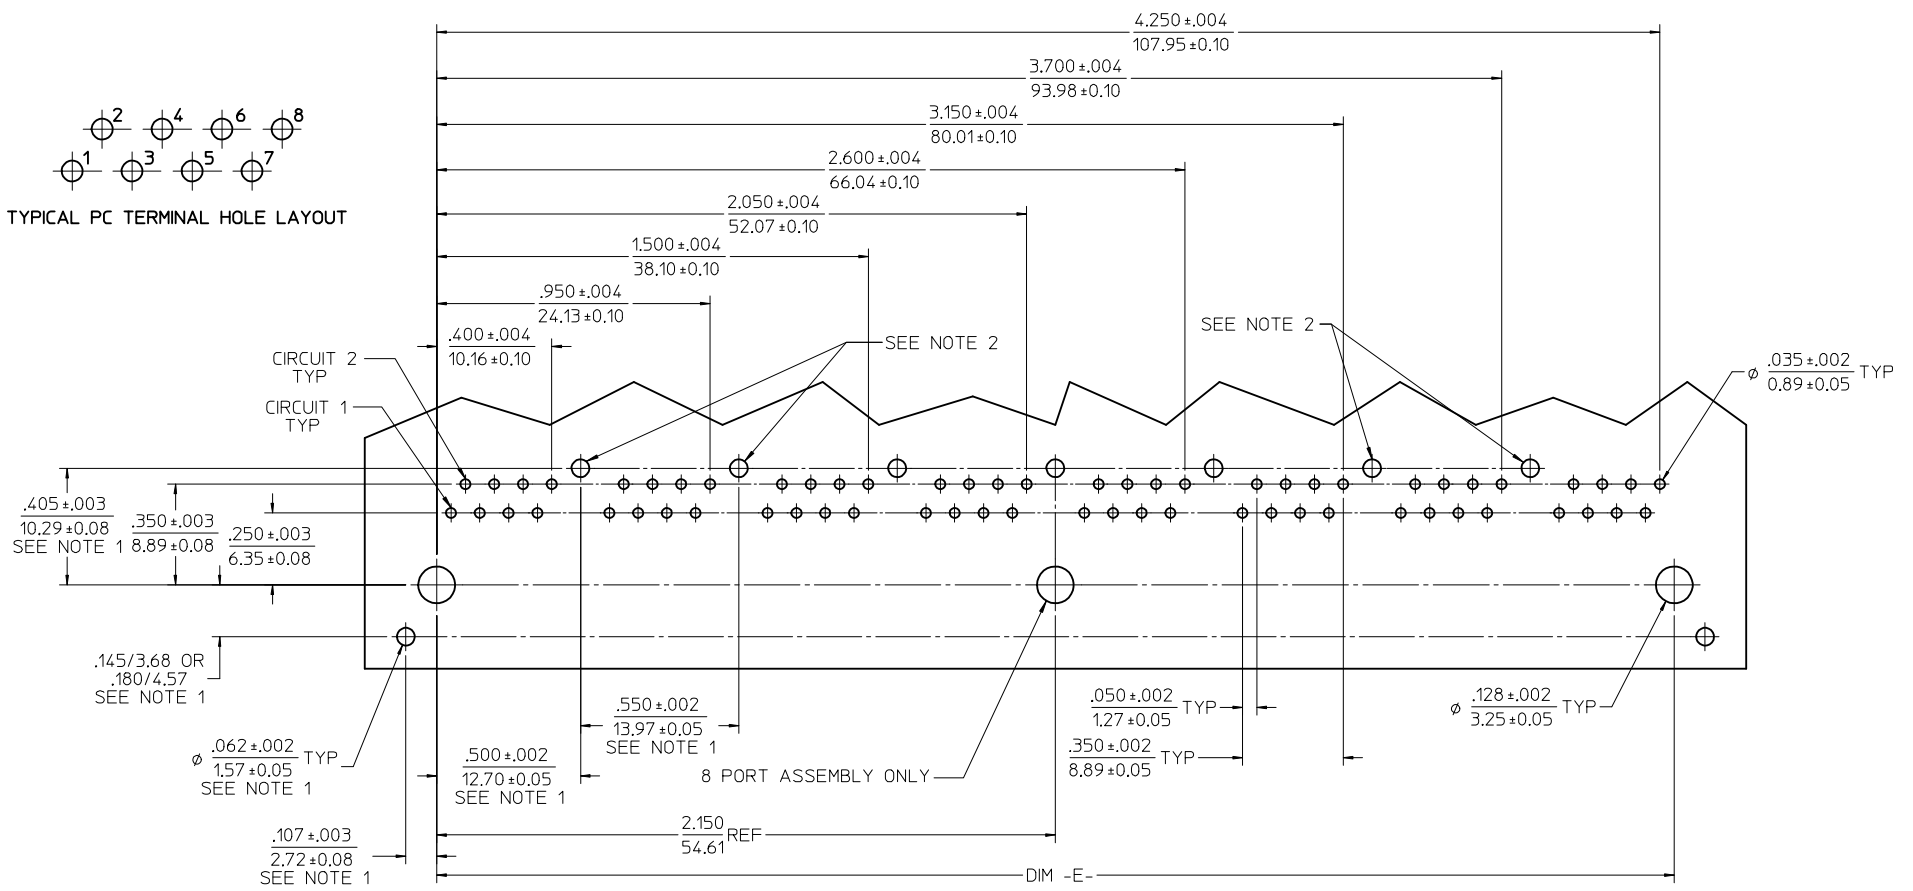 4.250 ±.004
107.95 ±0.10
3.700 ±.004
93.98 ±0.10
3.150 ±.004
80.01 ±0.10
2.600 ±.004
66.04 ±0.10
2.050 ±.004
52.07 ±0.10
1.500 ±.004
38.10 ±0.10
.950 ±.004
24.13 ±0.10
.400 ±.004
10.16 ±0.10
2 4 6 8
1 3 5 7
TYPICAL PC TERMINAL HOLE LAYOUT
SEE NOTE 2
SEE NOTE 2
CIRCUIT 2
TYP
CIRCUIT 1
TYP
ø .035 ±.002 TYP
0.89 ±0.05
.405 ±.003
10.29 ±0.08
SEE NOTE 1
.350 ±.003
8.89 ±0.08
.250 ±.003
6.35 ±0.08
.145/3.68 OR
.180/4.57
SEE NOTE 1
ø .062 ±.002 TYP
1.57 ±0.05
SEE NOTE 1
.107 ±.003
2.72 ±0.08
SEE NOTE 1
.500 ±.002
12.70 ±0.05
SEE NOTE 1
.550 ±.002
13.97 ±0.05
SEE NOTE 1
8 PORT ASSEMBLY ONLY
.050 ±.002 TYP
1.27 ±0.05
.350 ±.002 TYP
8.89 ±0.05
ø .128 ±.002 TYP
3.25 ±0.05
2.150 REF
54.61
DIM -E-